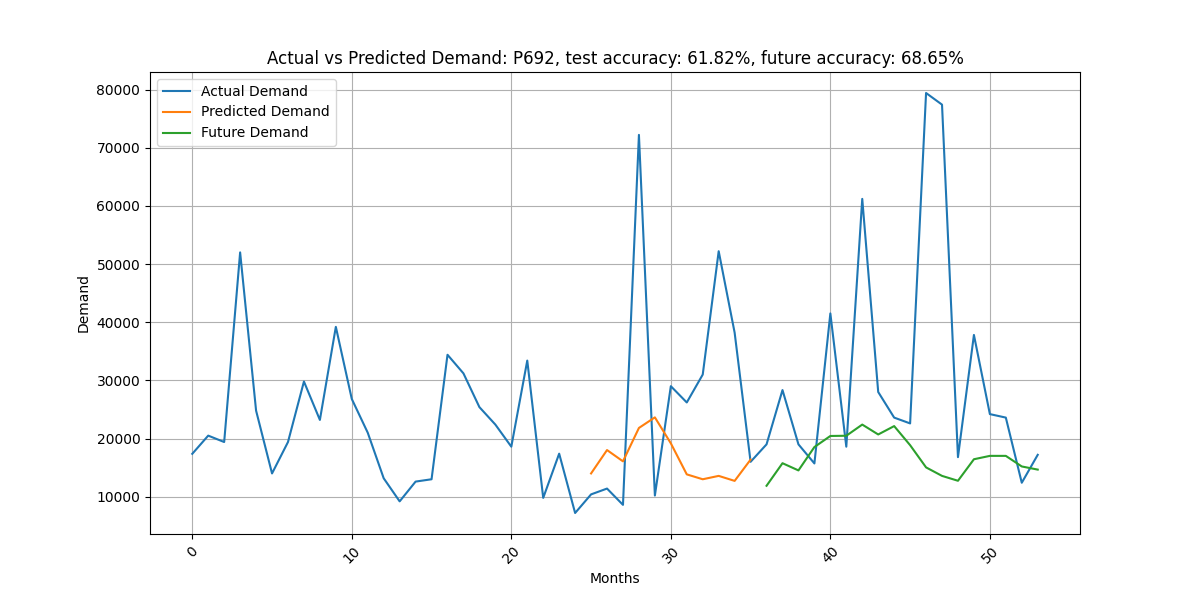 Actual vs Predicted Demand: P692, test accuracy: 61.82%, future accuracy: 68.65%
Actual Demand
Predicted Demand
Future Demand
80000
70000
60000
50000
40000
30000
20000
10000
Demand
0
10
20
30
40
50
Months